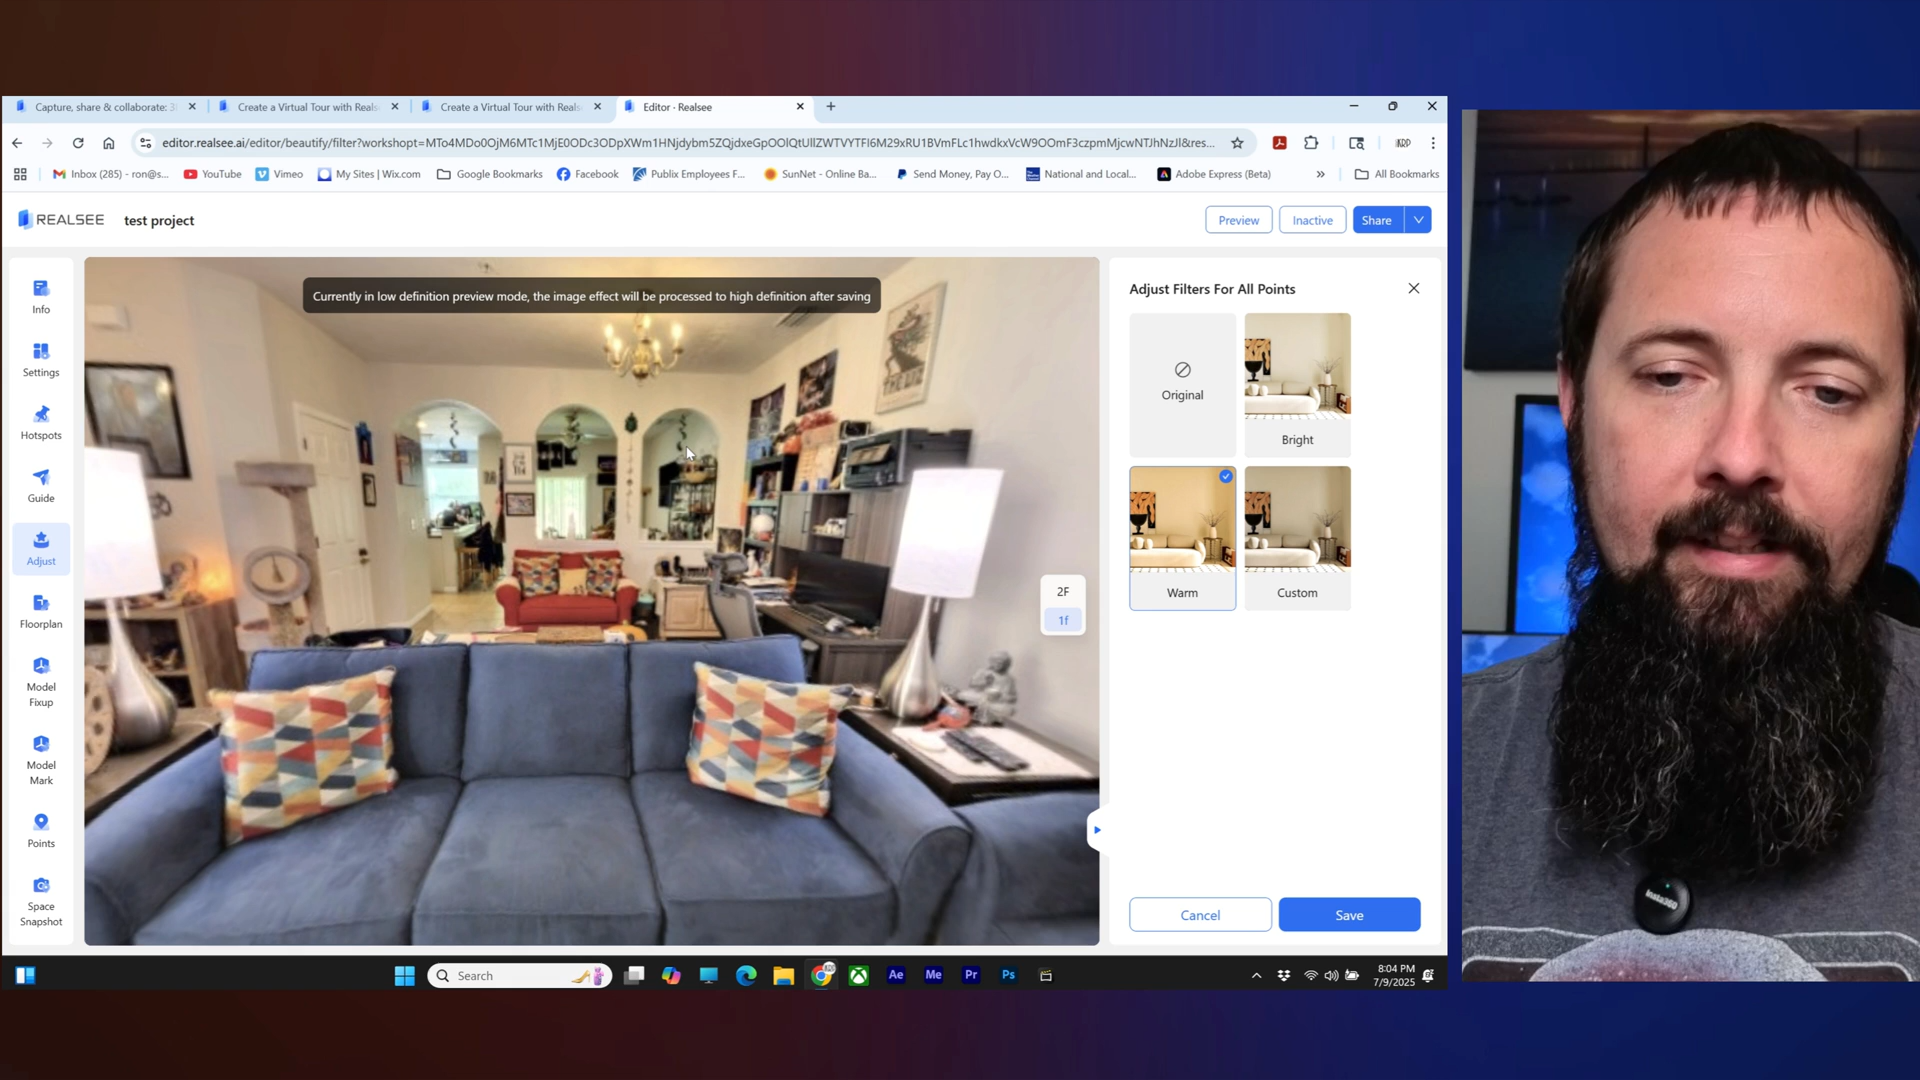 Capture, share & collaborate: 3
Create a Virtual Tour with Reals
Create a Virtual Tour with Reals
Editor - Realsee
editor.realsee.ai/editor/beautify/filter?workshopt=
Inbox (285) - ron@s...
YouTube
Vimeo
My Sites | Wix.com
Google Bookmarks
Facebook
Publix Employees F...
SunNet - Online Ba...
Send Money, Pay O...
National and Local...
Adobe Express (Beta)
All Bookmarks
REALSEE
test project
Preview
Inactive
Share
Info
Settings
Hotspots
Guide
Adjust
Floorplan
Model
Fixup
Model
Mark
Points
Space
Snapshot
Currently in low definition preview mode, the image effect will be processed to high definition after saving
2F
1f
Adjust Filters For All Points
Original
Bright
Warm
Custom
Cancel
Save
Search
Ae
Me
Pr
Ps
8:04 PM
7/9/2025
Insta360